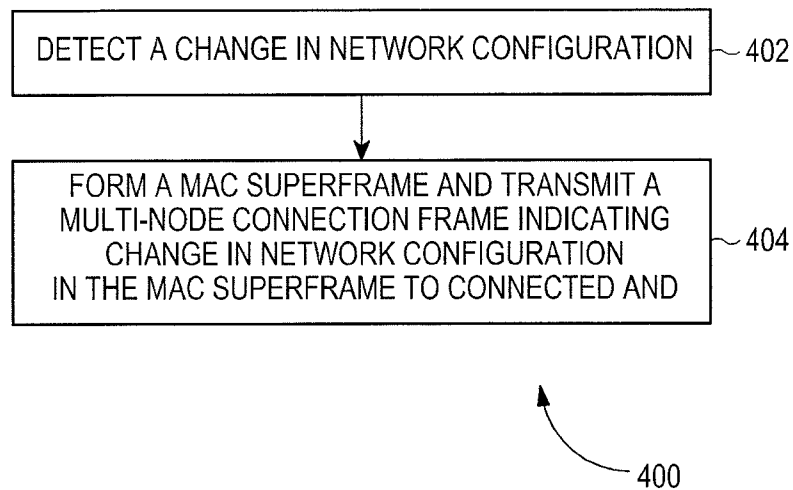 DETECT A CHANGE IN NETWORK CONFIGURATION
402
FORM A MAC SUPERFRAME AND TRANSMIT A
MULTI-NODE CONNECTION FRAME INDICATING
CHANGE IN NETWORK CONFIGURATION
IN THE MAC SUPERFRAME TO CONNECTED AND
404
400